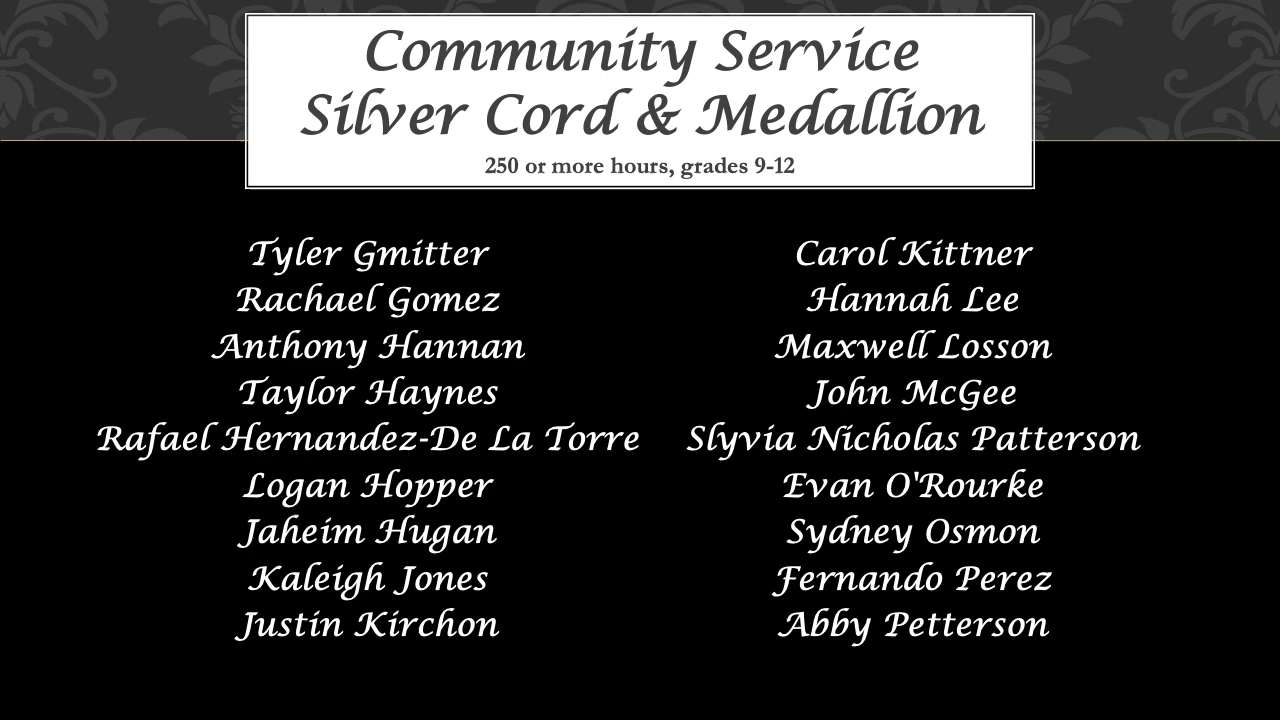 Community Service
Silver Cord & Medallion
250 or more hours, grades 9-12
Tyler Gmitter
Rachael Gomez
Anthony Hannan
Taylor Haynes
Rafael Hernandez-De La Torre
Logan Hopper
Jaheim Hugan
Kaleigh Jones
Justin Kirchon
Carol Kittner
Hannah Lee
Maxwell Losson
John McGee
Slyvia Nicholas Patterson
Evan O'Rourke
Sydney Osmon
Fernando Perez
Abby Petterson